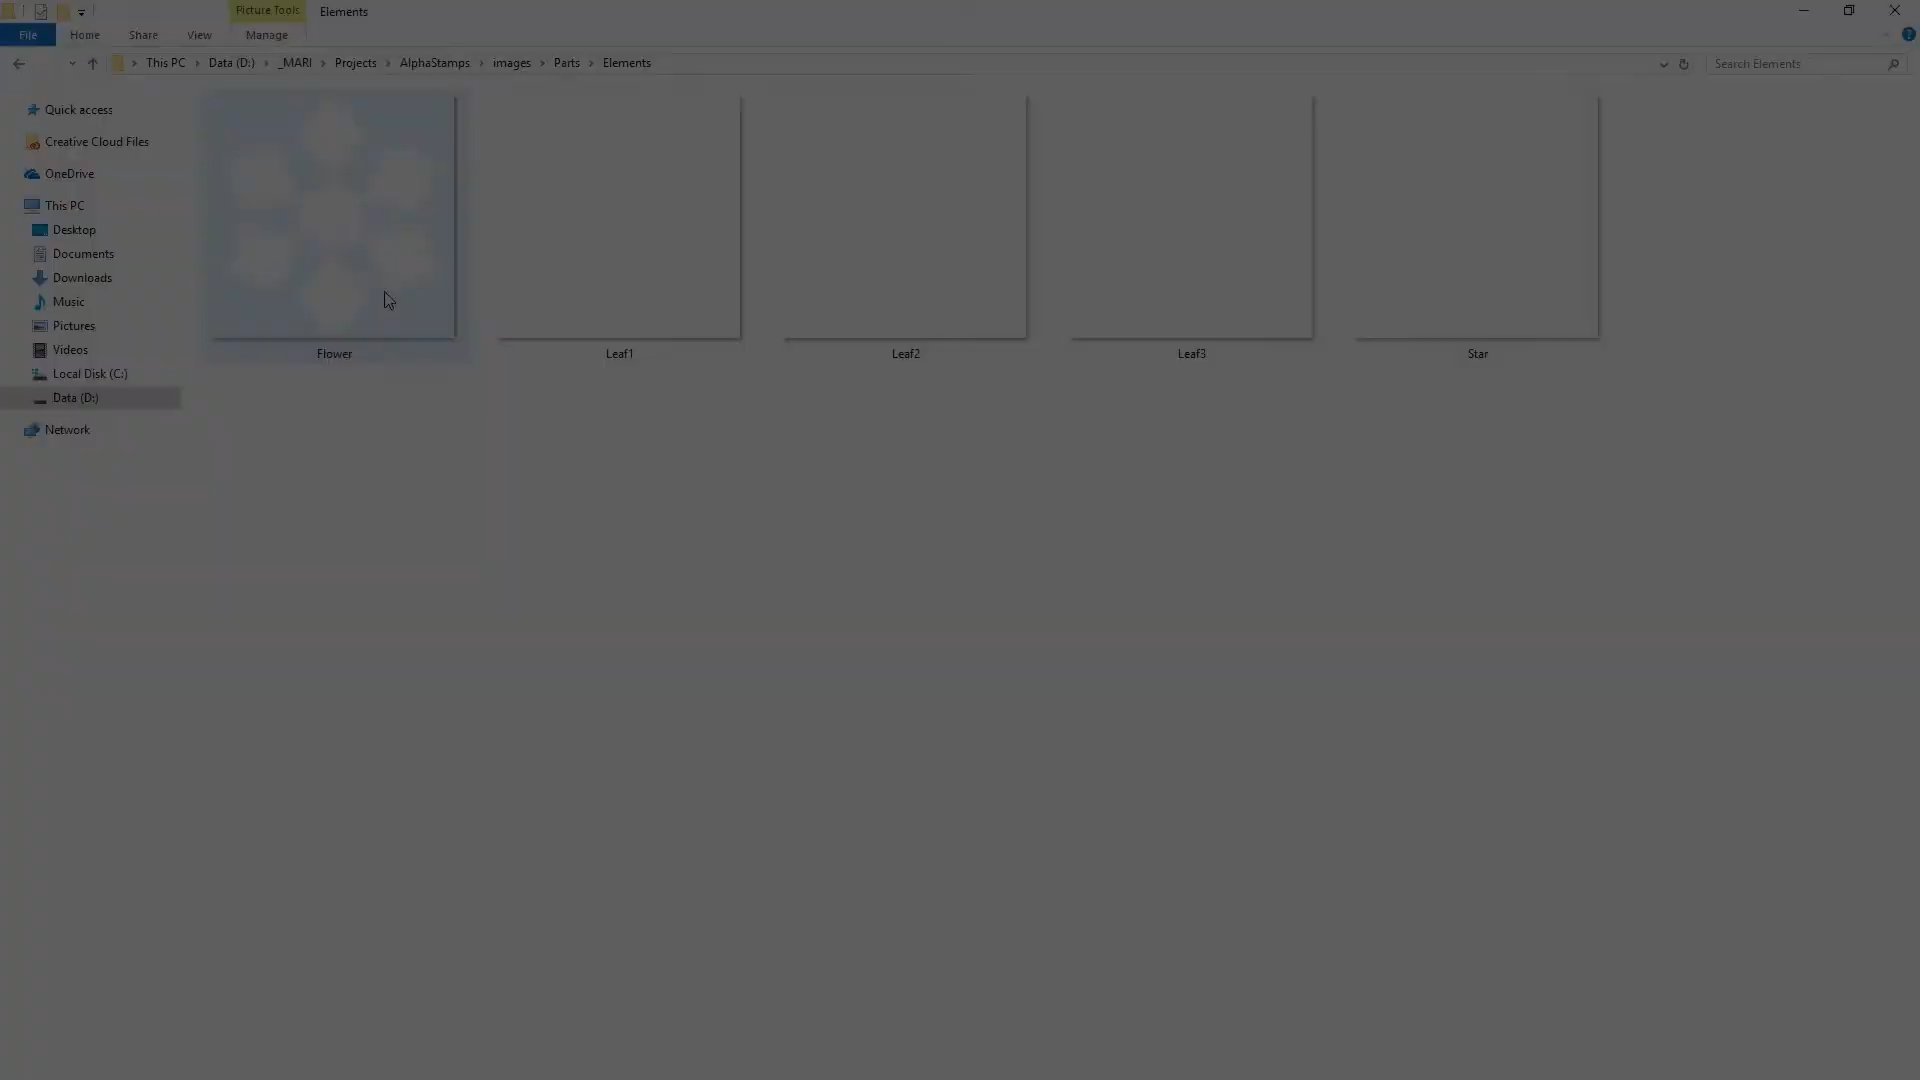 Picture Tools
Elements
File
Home
Share
View
Manage
This PC
Data (D:)
_MARI
Projects
AlphaStamps
images
Parts
Elements
Search Elements
Quick access
Creative Cloud Files
OneDrive
This PC
Desktop
Documents
Downloads
Music
Pictures
Videos
Local Disk (C:)
Data (D:)
Network
Flower
Leaf1
Leaf2
Leaf3
Star